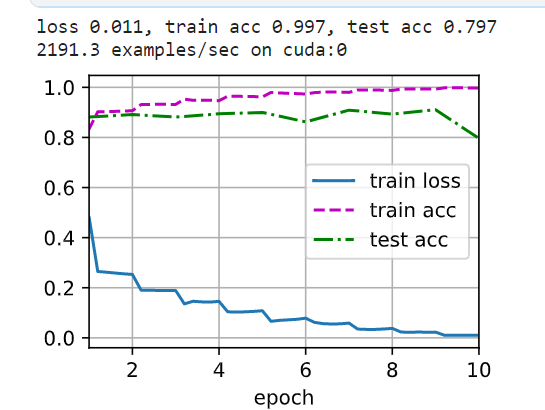 loss 0.011, train acc 0.997, test acc 0.797
2191.3 examples/sec on cuda:0
1.0
0.8
0.6
0.4
0.2
0.0
train loss
train acc
test acc
2 4 6 8 10
epoch